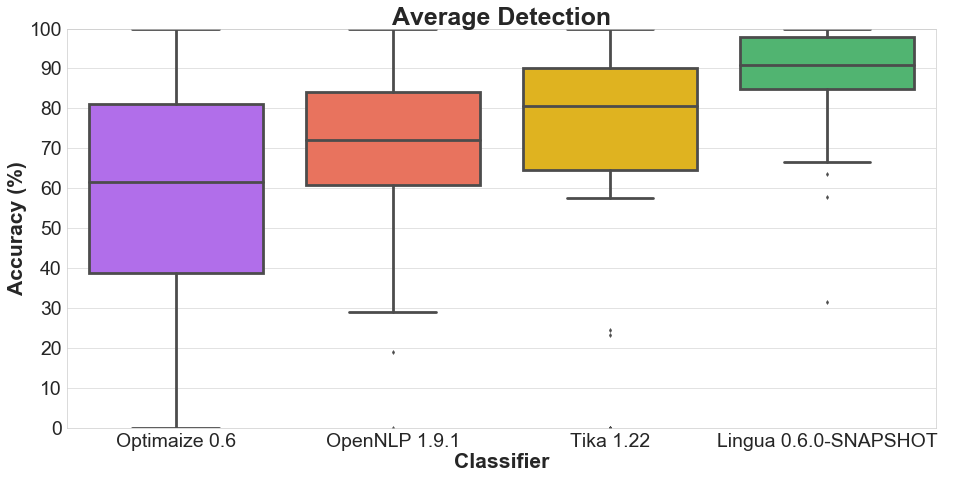 Average Detection
Accuracy (%)
100
90
80
70
60
50
40
30
20
10
0
Optimaize 0.6
OpenNLP 1.9.1
Tika 1.22
Lingua 0.6.0-SNAPSHOT
Classifier